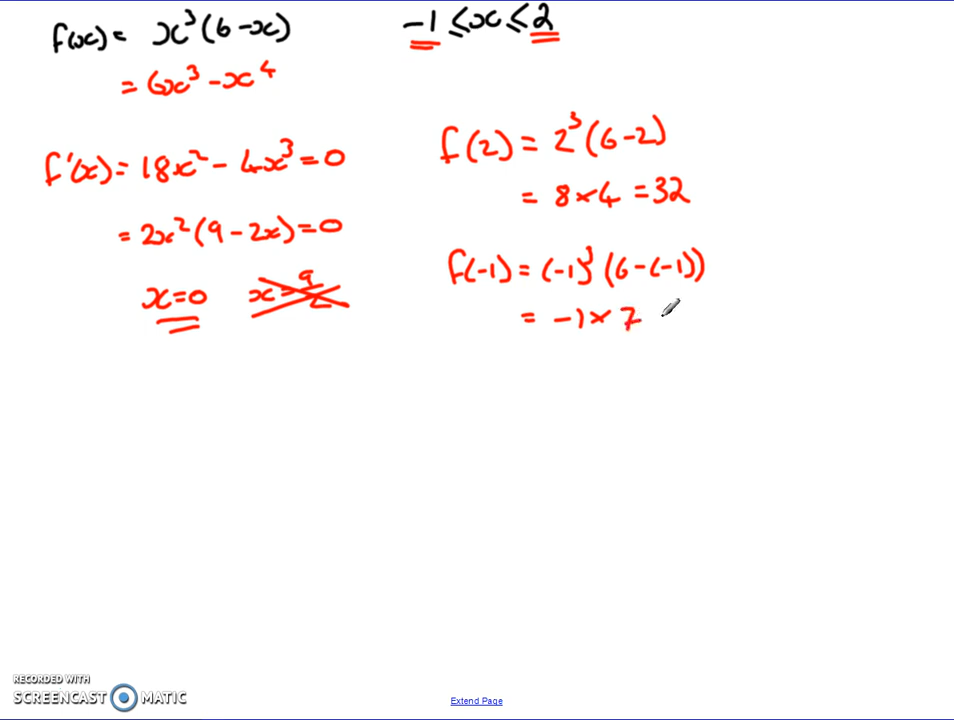 f(x) = x³(6-x)
-1 ≤ x ≤ 2
= 6x³ - x⁴
f'(x) = 18x² - 4x³ = 0
= 2x²(9 - 2x) = 0
x = 0 x = 9/2
f(2) = 2³(6-2)
= 8 × 4 = 32
f(-1) = (-1)³(6-(-1))
= -1 × 7
RECORDED WITH
SCREENCAST MATIC
Extend Page